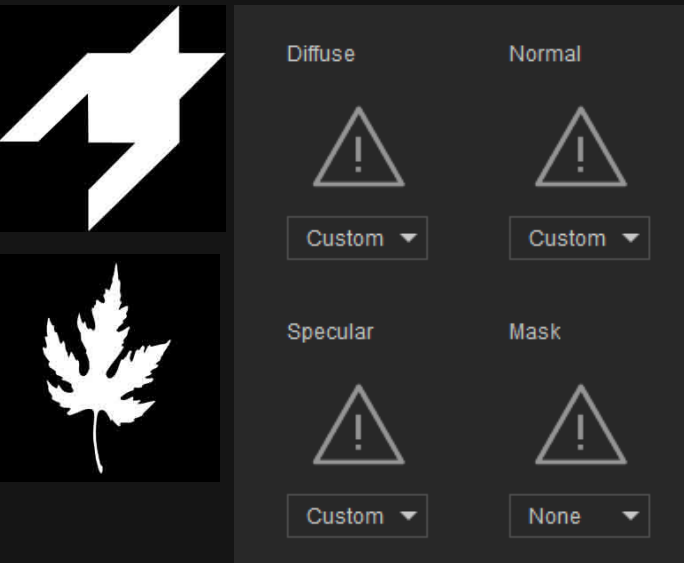 Diffuse Normal
Custom Custom
Specular Mask
Custom None